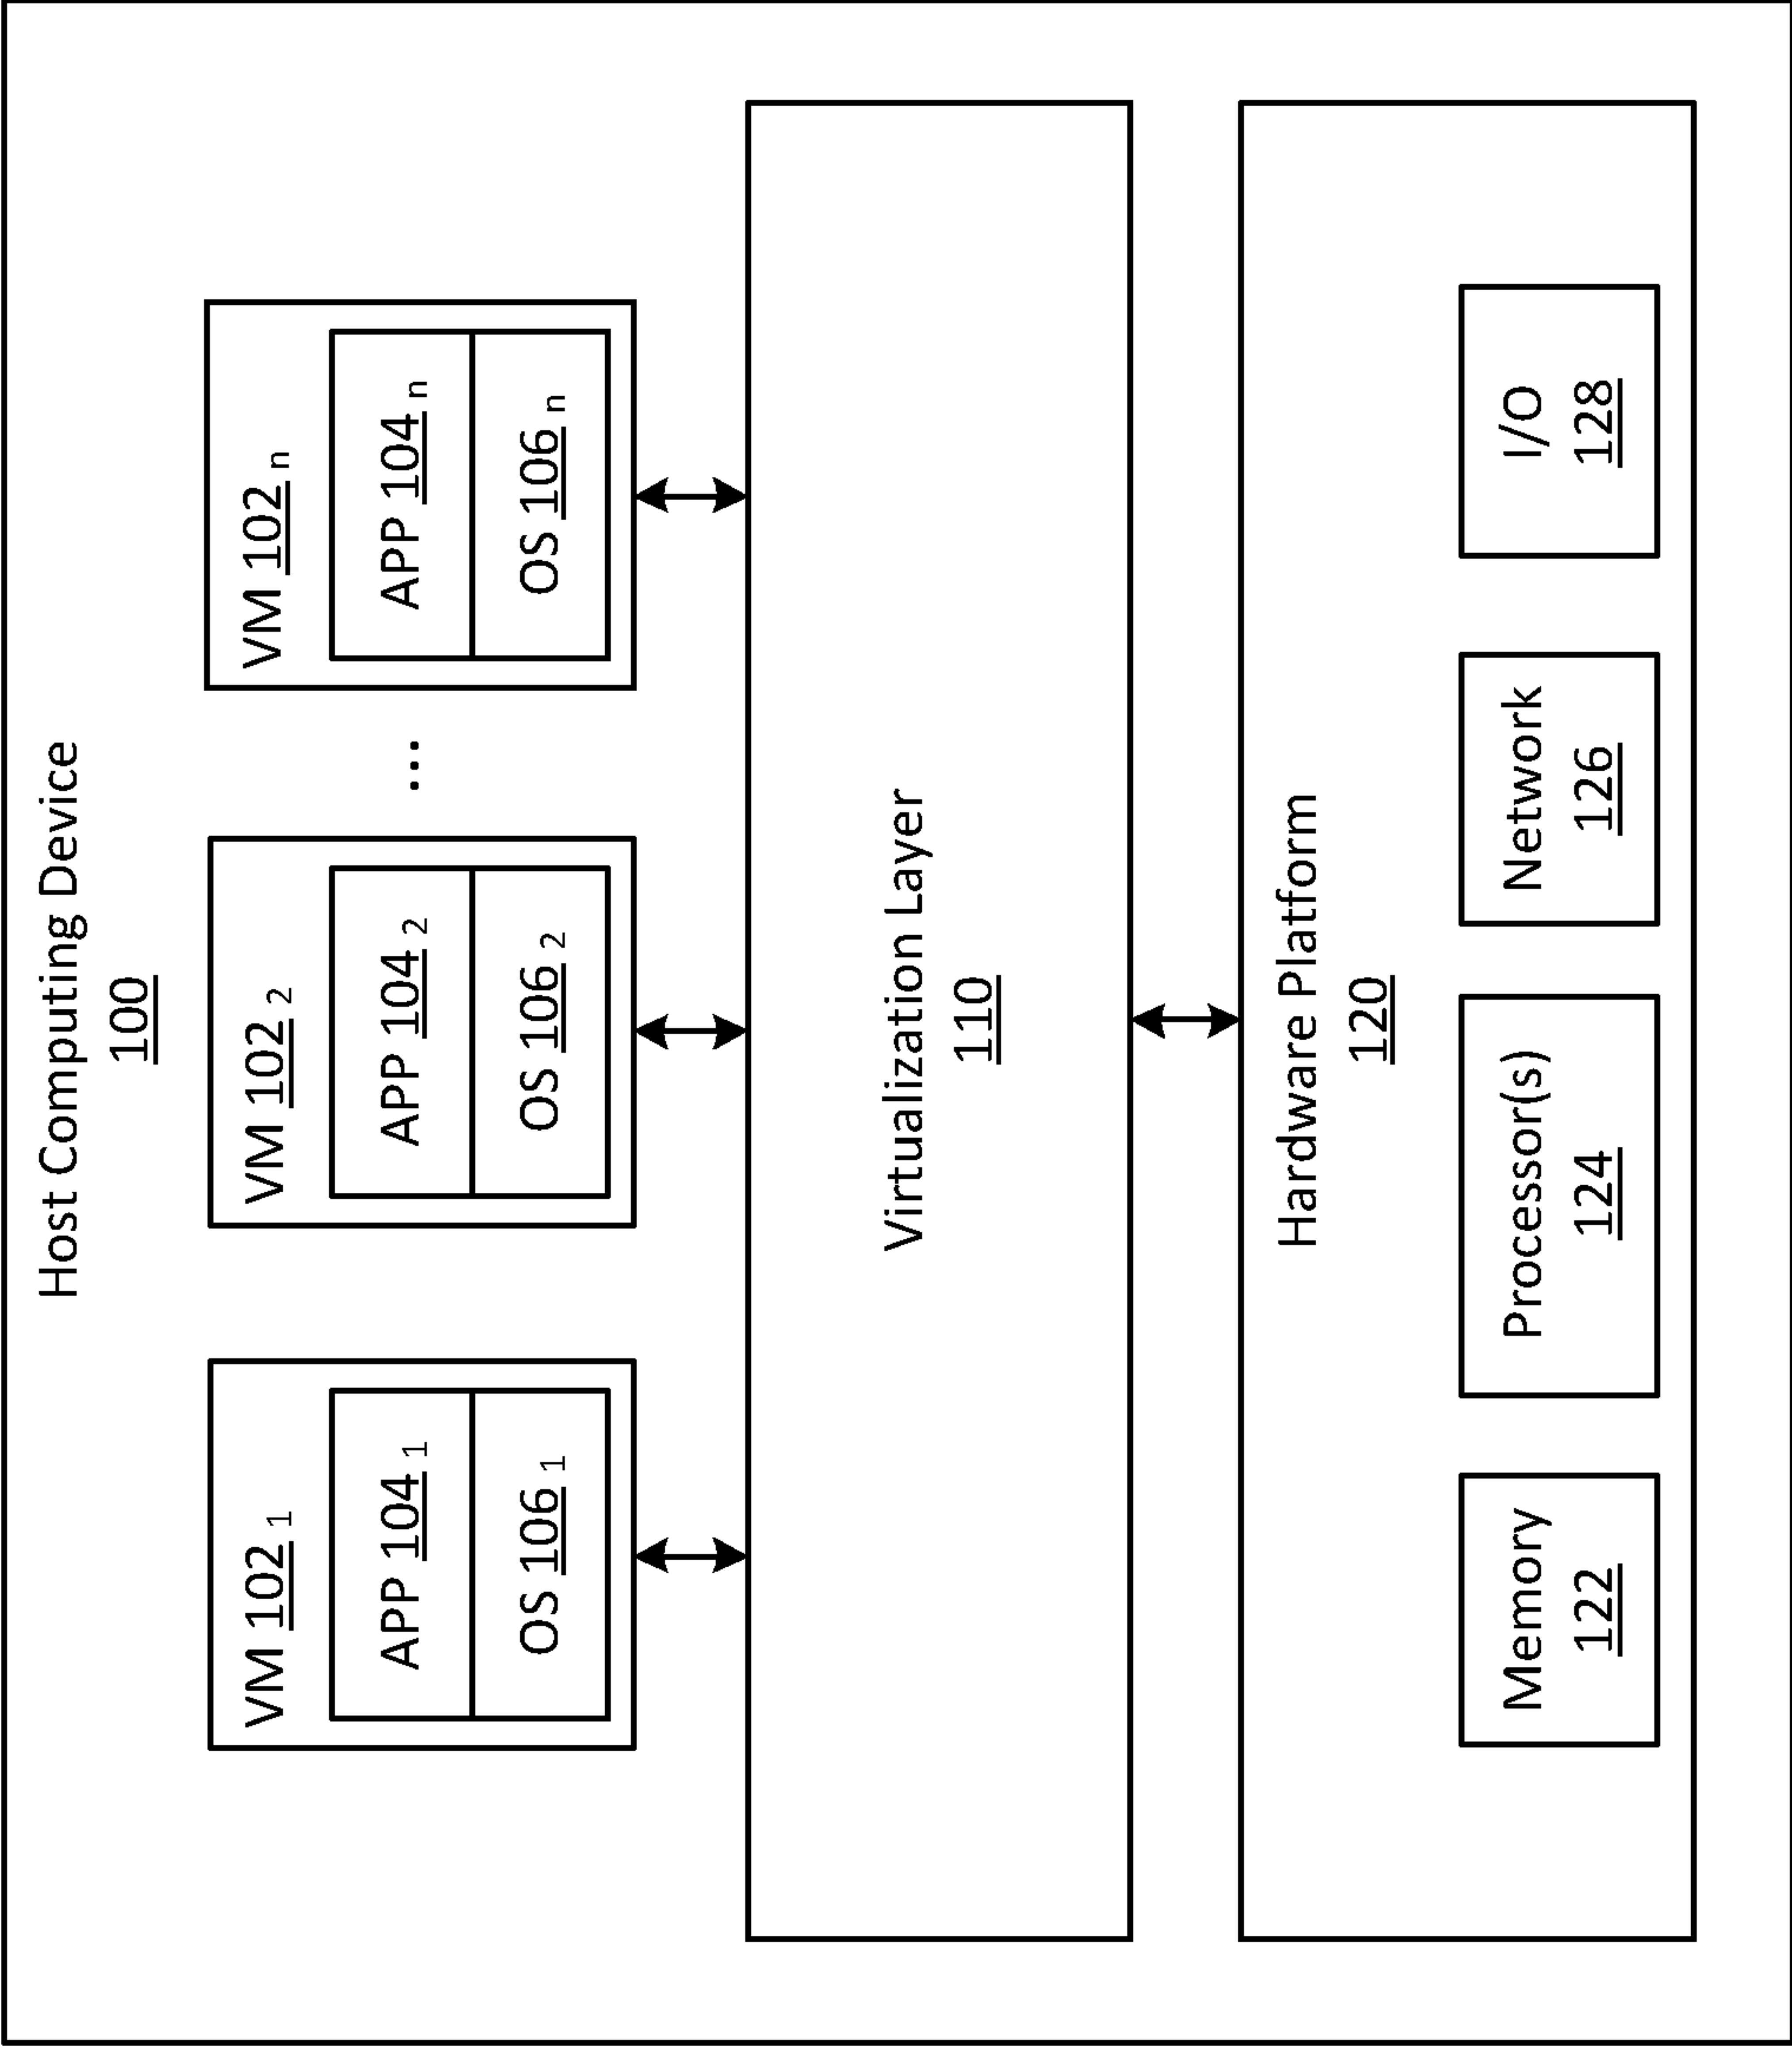 Host Computing Device
100
VM 102 1
APP 104 1
OS 106 1
VM 102 2
APP 104 2
OS 106 2
...
VM 102 n
APP 104 n
OS 106 n
Virtualization Layer
110
Hardware Platform
120
Memory
122
Processor(s)
124
Network
126
I/O
128